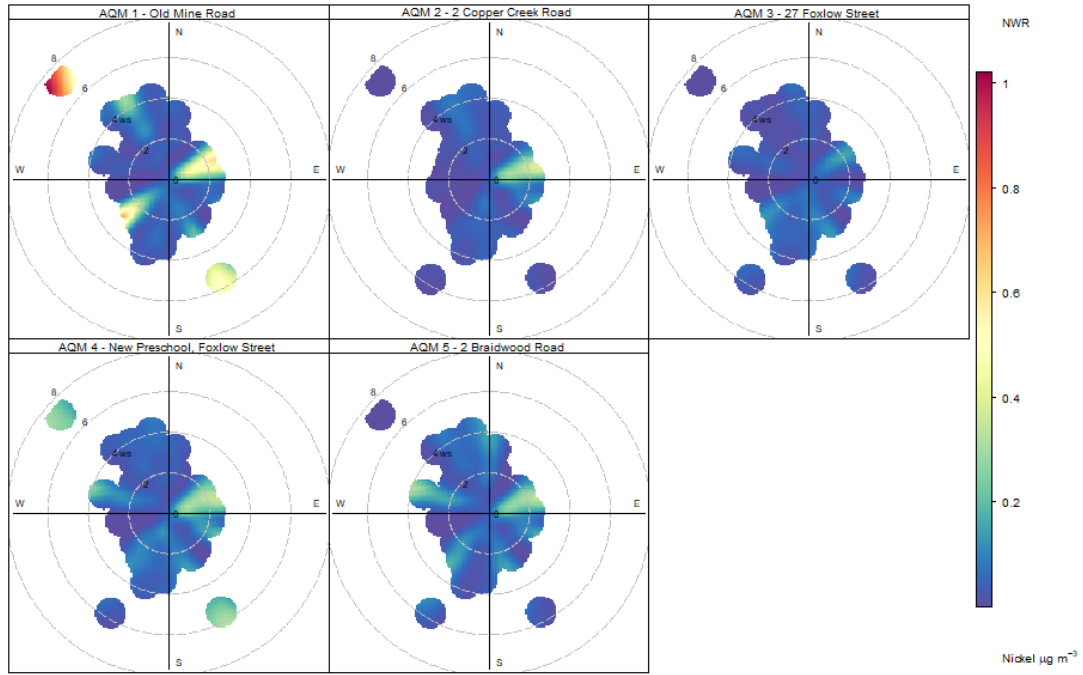 AQM 1 - Old Mine Road
AQM 2 - 2 Copper Creek Road
AQM 3 - 27 Foxlow Street
NWR
N
8
6
4 ws
2
0
W
E
S
N
8
6
4 ws
2
0
W
E
S
N
8
6
4 ws
2
0
W
E
S
1
0.8
0.6
0.4
0.2
AQM 4 - New Preschool, Foxlow Street
AQM 5 - 2 Braidwood Road
N
8
6
4 ws
2
0
W
E
S
N
8
6
4 ws
2
0
W
E
S
Nickel µg m⁻³